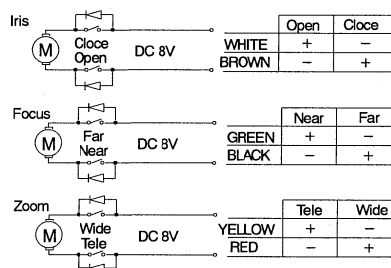 Iris
M
Cloce
Open
DC 8V
Open Cloce
WHITE + −
BROWN − +
Focus
M
Far
Near
DC 8V
Near Far
GREEN + −
BLACK − +
Zoom
M
Wide
Tele
DC 8V
Tele Wide
YELLOW + −
RED − +